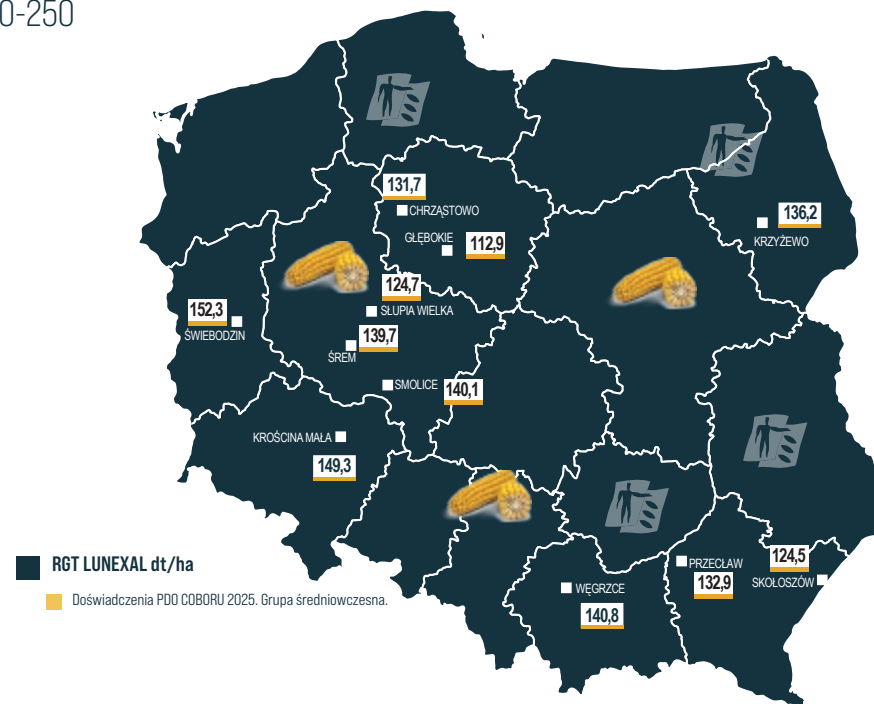 0-250
131,7
CHRZĄSTOWO
GŁĘBOKIE
112,9
136,2
KRZYŻEWO
124,7
SŁUPIA WIELKA
152,3
ŚWIEBODZIN
139,7
ŚREM
SMOLICE
140,1
KROŚCINA MAŁA
149,3
RGT LUNEXAL dt/ha
Doświadczenia PDO COBORU 2025. Grupa średniowczesna.
PRZECŁAW
132,9
124,5
SKOŁOSZÓW
WĘGRZCE
140,8